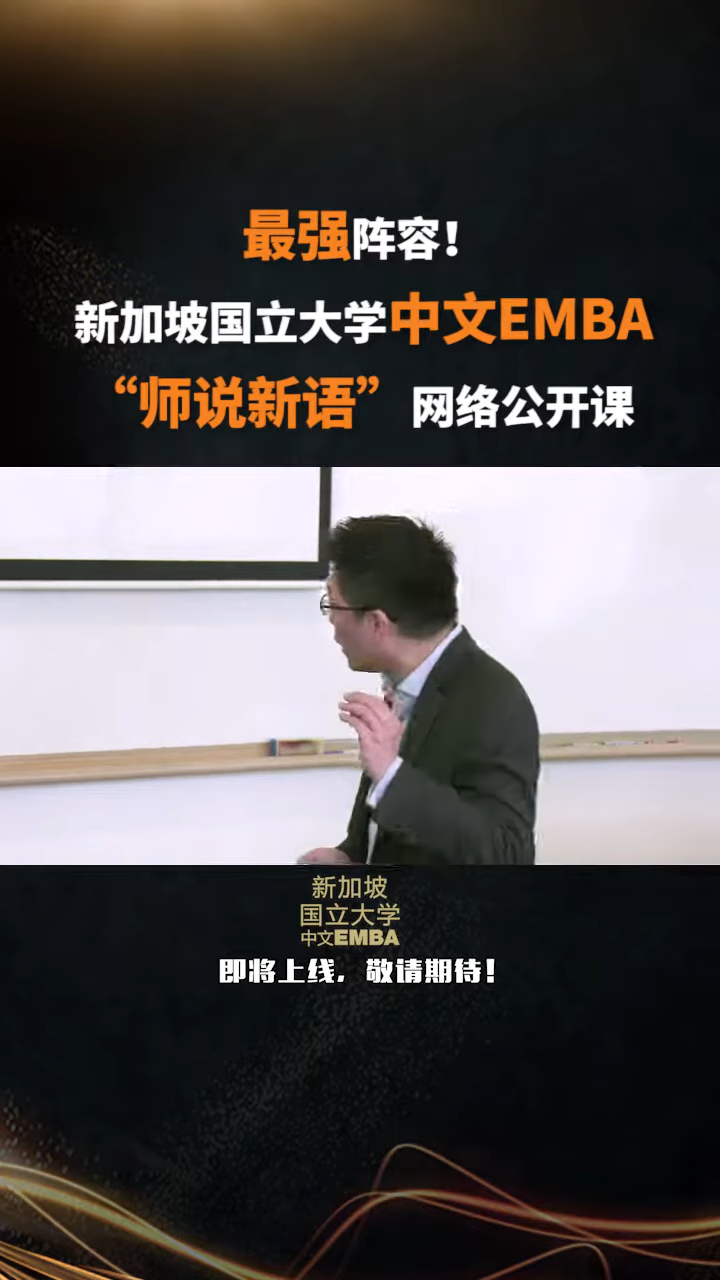 最强阵容！
新加坡国立大学中文EMBA
“师说新语” 网络公开课
新加坡
国立大学
中文EMBA
即将上线，敬请期待！